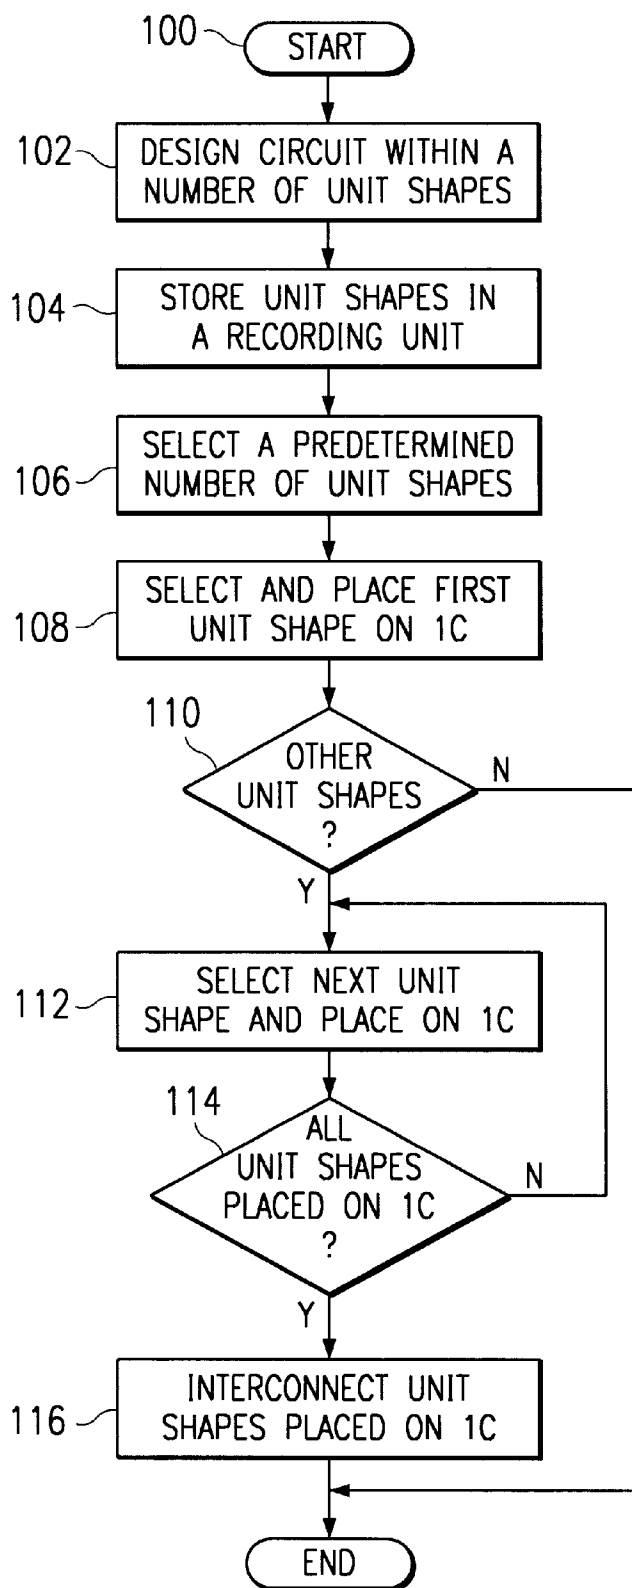 100
START
102
DESIGN CIRCUIT WITHIN A
NUMBER OF UNIT SHAPES
104
STORE UNIT SHAPES IN
A RECORDING UNIT
106
SELECT A PREDETERMINED
NUMBER OF UNIT SHAPES
108
SELECT AND PLACE FIRST
UNIT SHAPE ON 1C
110
OTHER
UNIT SHAPES
?
N
Y
112
SELECT NEXT UNIT
SHAPE AND PLACE ON 1C
114
ALL
UNIT SHAPES
PLACED ON 1C
?
N
Y
116
INTERCONNECT UNIT
SHAPES PLACED ON 1C
END